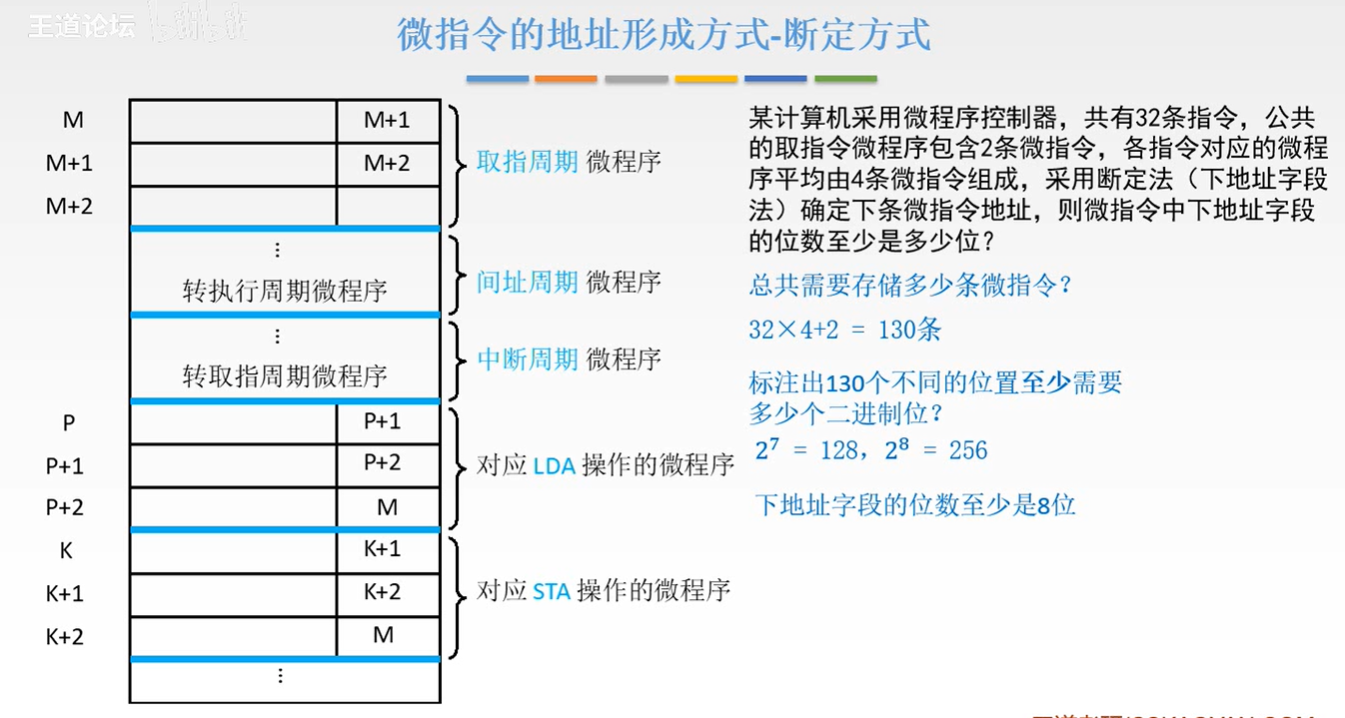 王道论坛
微指令的地址形成方式-断定方式
M
M+1
M+1
M+2
M+2
取指周期 微程序
⋮
转执行周期微程序
间址周期 微程序
⋮
转取指周期微程序
中断周期 微程序
P
P+1
P+1
P+2
P+2
M
对应 LDA 操作的微程序
K
K+1
K+1
K+2
K+2
M
对应 STA 操作的微程序
⋮
某计算机采用微程序控制器，共有32条指令，公共
的取指令微程序包含2条微指令，各指令对应的微程
序平均由4条微指令组成，采用断定法（下地址字段
法）确定下条微指令地址，则微指令中下地址字段
的位数至少是多少位？
总共需要存储多少条微指令？
32×4+2 = 130条
标注出130个不同的位置至少需要
多少个二进制位？
2⁷ = 128，2⁸ = 256
下地址字段的位数至少是8位